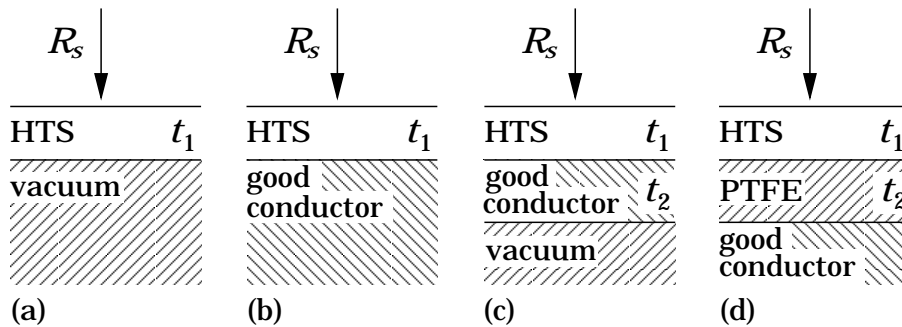 R_s R_s R_s R_s
HTS t_1 HTS t_1 HTS t_1 HTS t_1
vacuum good conductor good conductor t_2 PTFE t_2
vacuum good conductor
(a) (b) (c) (d)